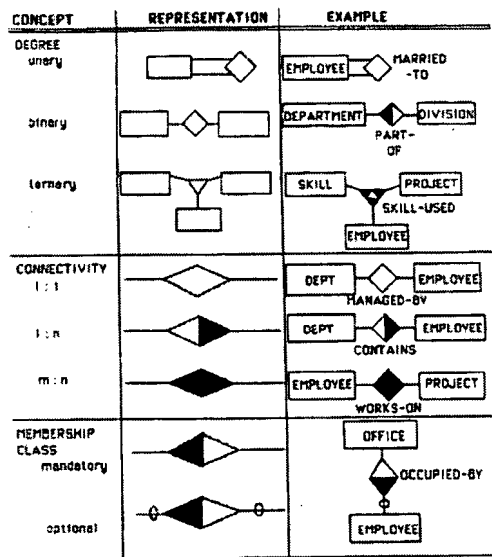 CONCEPT REPRESENTATION EXAMPLE
DEGREE
unary
EMPLOYEE MARRIED
-TO
binary
DEPARTMENT DIVISION
PART-
OF
ternary
SKILL PROJECT
SKILL-USED
EMPLOYEE
CONNECTIVITY
1 : 1
DEPT EMPLOYEE
MANAGED-BY
1 : n
DEPT EMPLOYEE
CONTAINS
m : n
EMPLOYEE PROJECT
WORKS-ON
MEMBERSHIP
CLASS
mandatory
OFFICE
OCCUPIED-BY
optional
EMPLOYEE